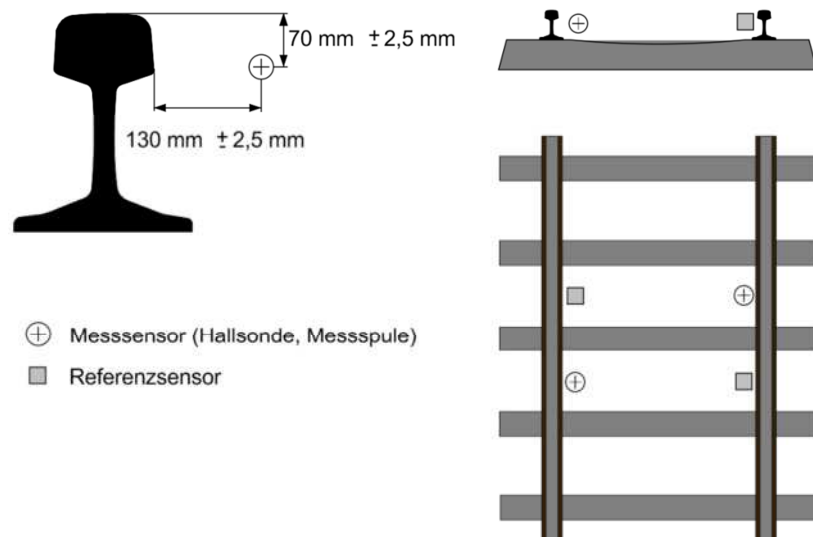 70 mm ± 2,5 mm
130 mm ± 2,5 mm
Messsensor (Hallsonde, Messspule)
Referenzsensor